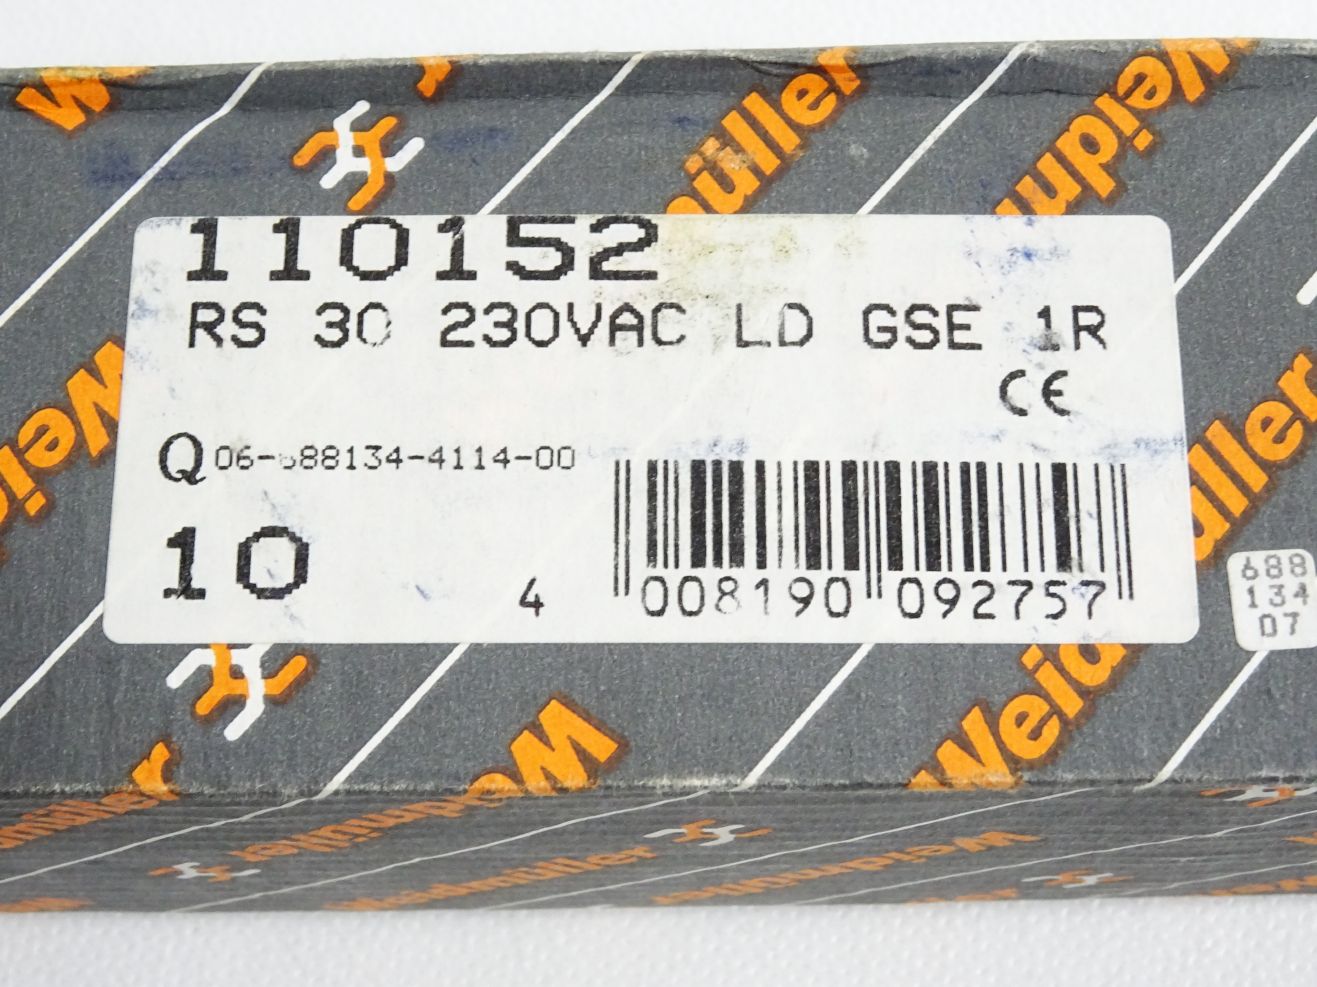 Weidmüller
110152
RS 30 230VAC LD GSE 1R
CE
Q 06-688134-4114-00
10
4 008190 092757
688
134
07
Weidmüller
Weidmüller
Weidmüller
Weidmüller